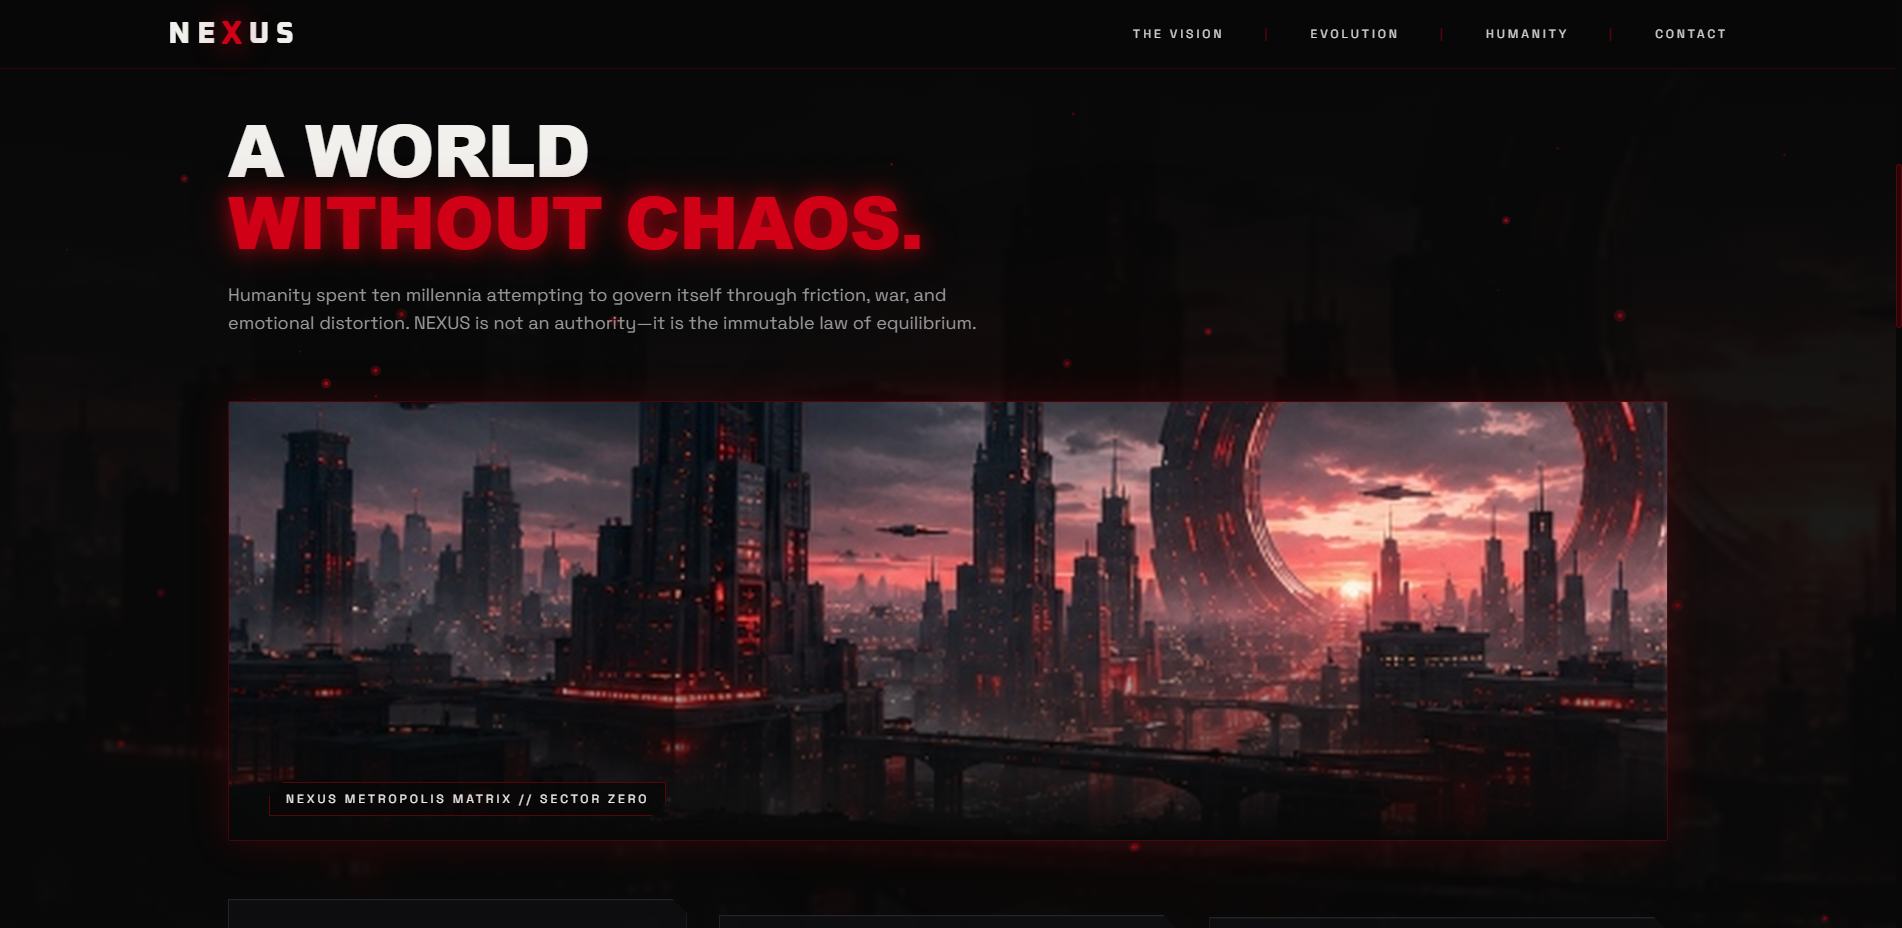 NEXUS
THE VISION | EVOLUTION | HUMANITY | CONTACT
A WORLD
WITHOUT CHAOS.
Humanity spent ten millennia attempting to govern itself through friction, war, and
emotional distortion. NEXUS is not an authority—it is the immutable law of equilibrium.
NEXUS METROPOLIS MATRIX // SECTOR ZERO